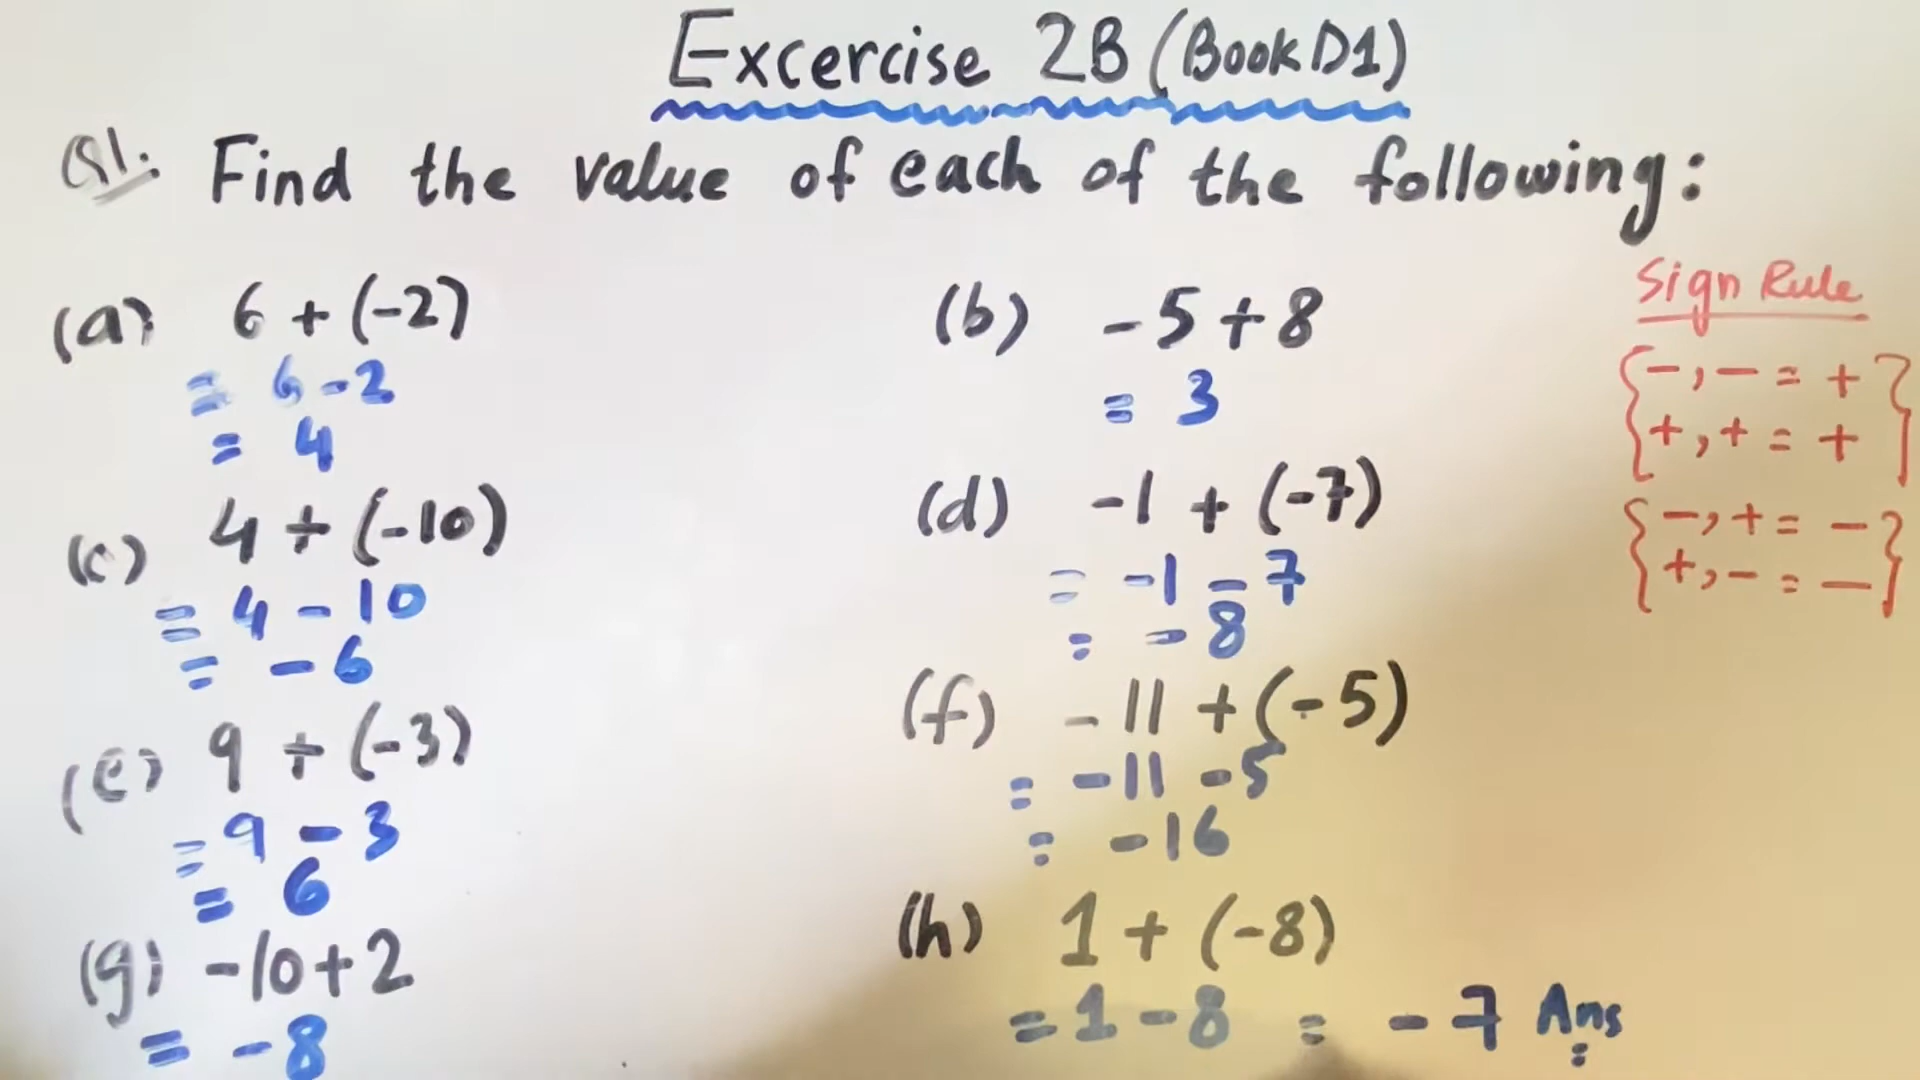 Excercise 2B (Book D1)
Q1. Find the value of each of the following:
(a) 6 + (-2)
= 6 - 2
= 4
(b) - 5 + 8
= 3
(c) 4 + (-10)
= 4 - 10
= - 6
(d) -1 + (-7)
= -1 - 7
= - 8
(e) 9 + (-3)
= 9 - 3
= 6
(f) - 11 + (-5)
= - 11 - 5
= - 16
(g) - 10 + 2
= - 8
(h) 1 + (-8)
= 1 - 8 = - 7 Ans
Sign Rule
{ - , - = + }
{ + , + = + }
{ - , + = - }
{ + , - = - }